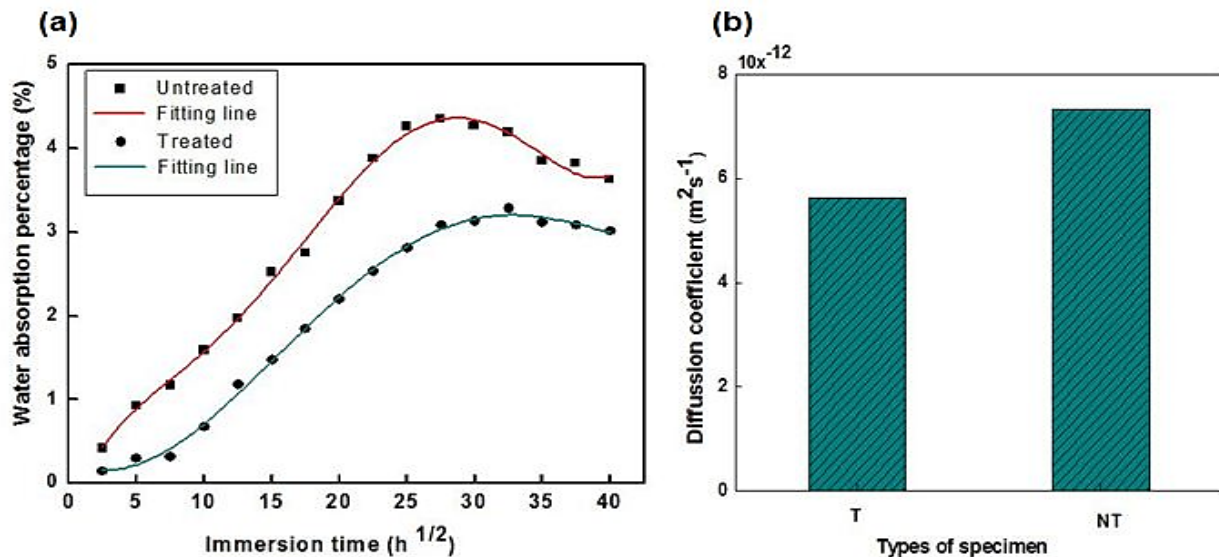 (a)
Water absorption percentage (%)
5
4
3
2
1
0
Untreated
Fitting line
Treated
Fitting line
0 5 10 15 20 25 30 35 40
Immersion time (h 1/2)
(b)
10x-12
Diffussion coefficient (m2s-1)
8
6
4
2
0
T NT
Types of specimen